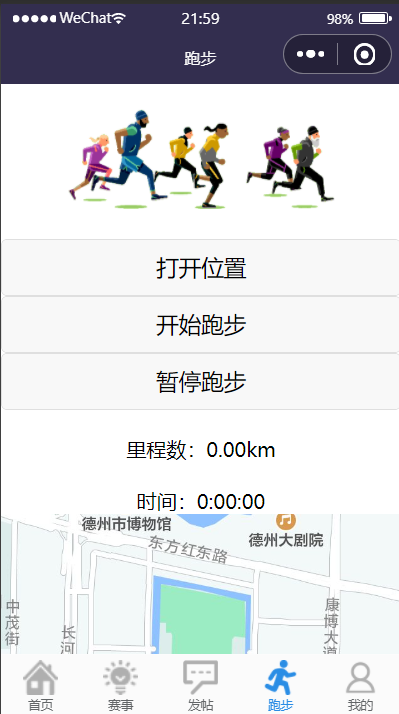 WeChat 21:59 98%
跑步
打开位置
开始跑步
暂停跑步
里程数：0.00km
时间：0:00:00
德州市博物馆
德州大剧院
东方红东路
中茂街
长河
康博大道
首页 赛事 发帖 跑步 我的